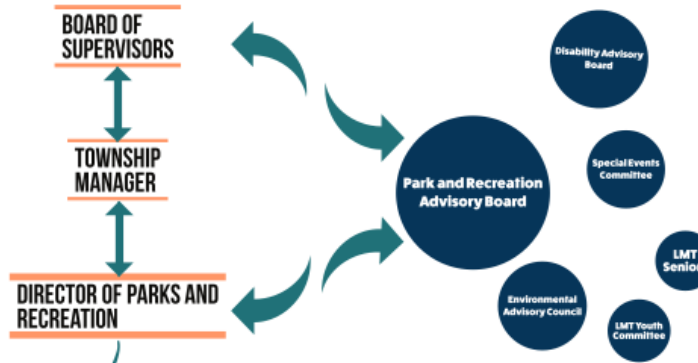 BOARD OF
SUPERVISORS
TOWNSHIP
MANAGER
DIRECTOR OF PARKS AND
RECREATION
Park and Recreation
Advisory Board
Disability Advisory
Board
Special Events
Committee
LMT
Senior
Environmental
Advisory Council
LMT Youth
Committee